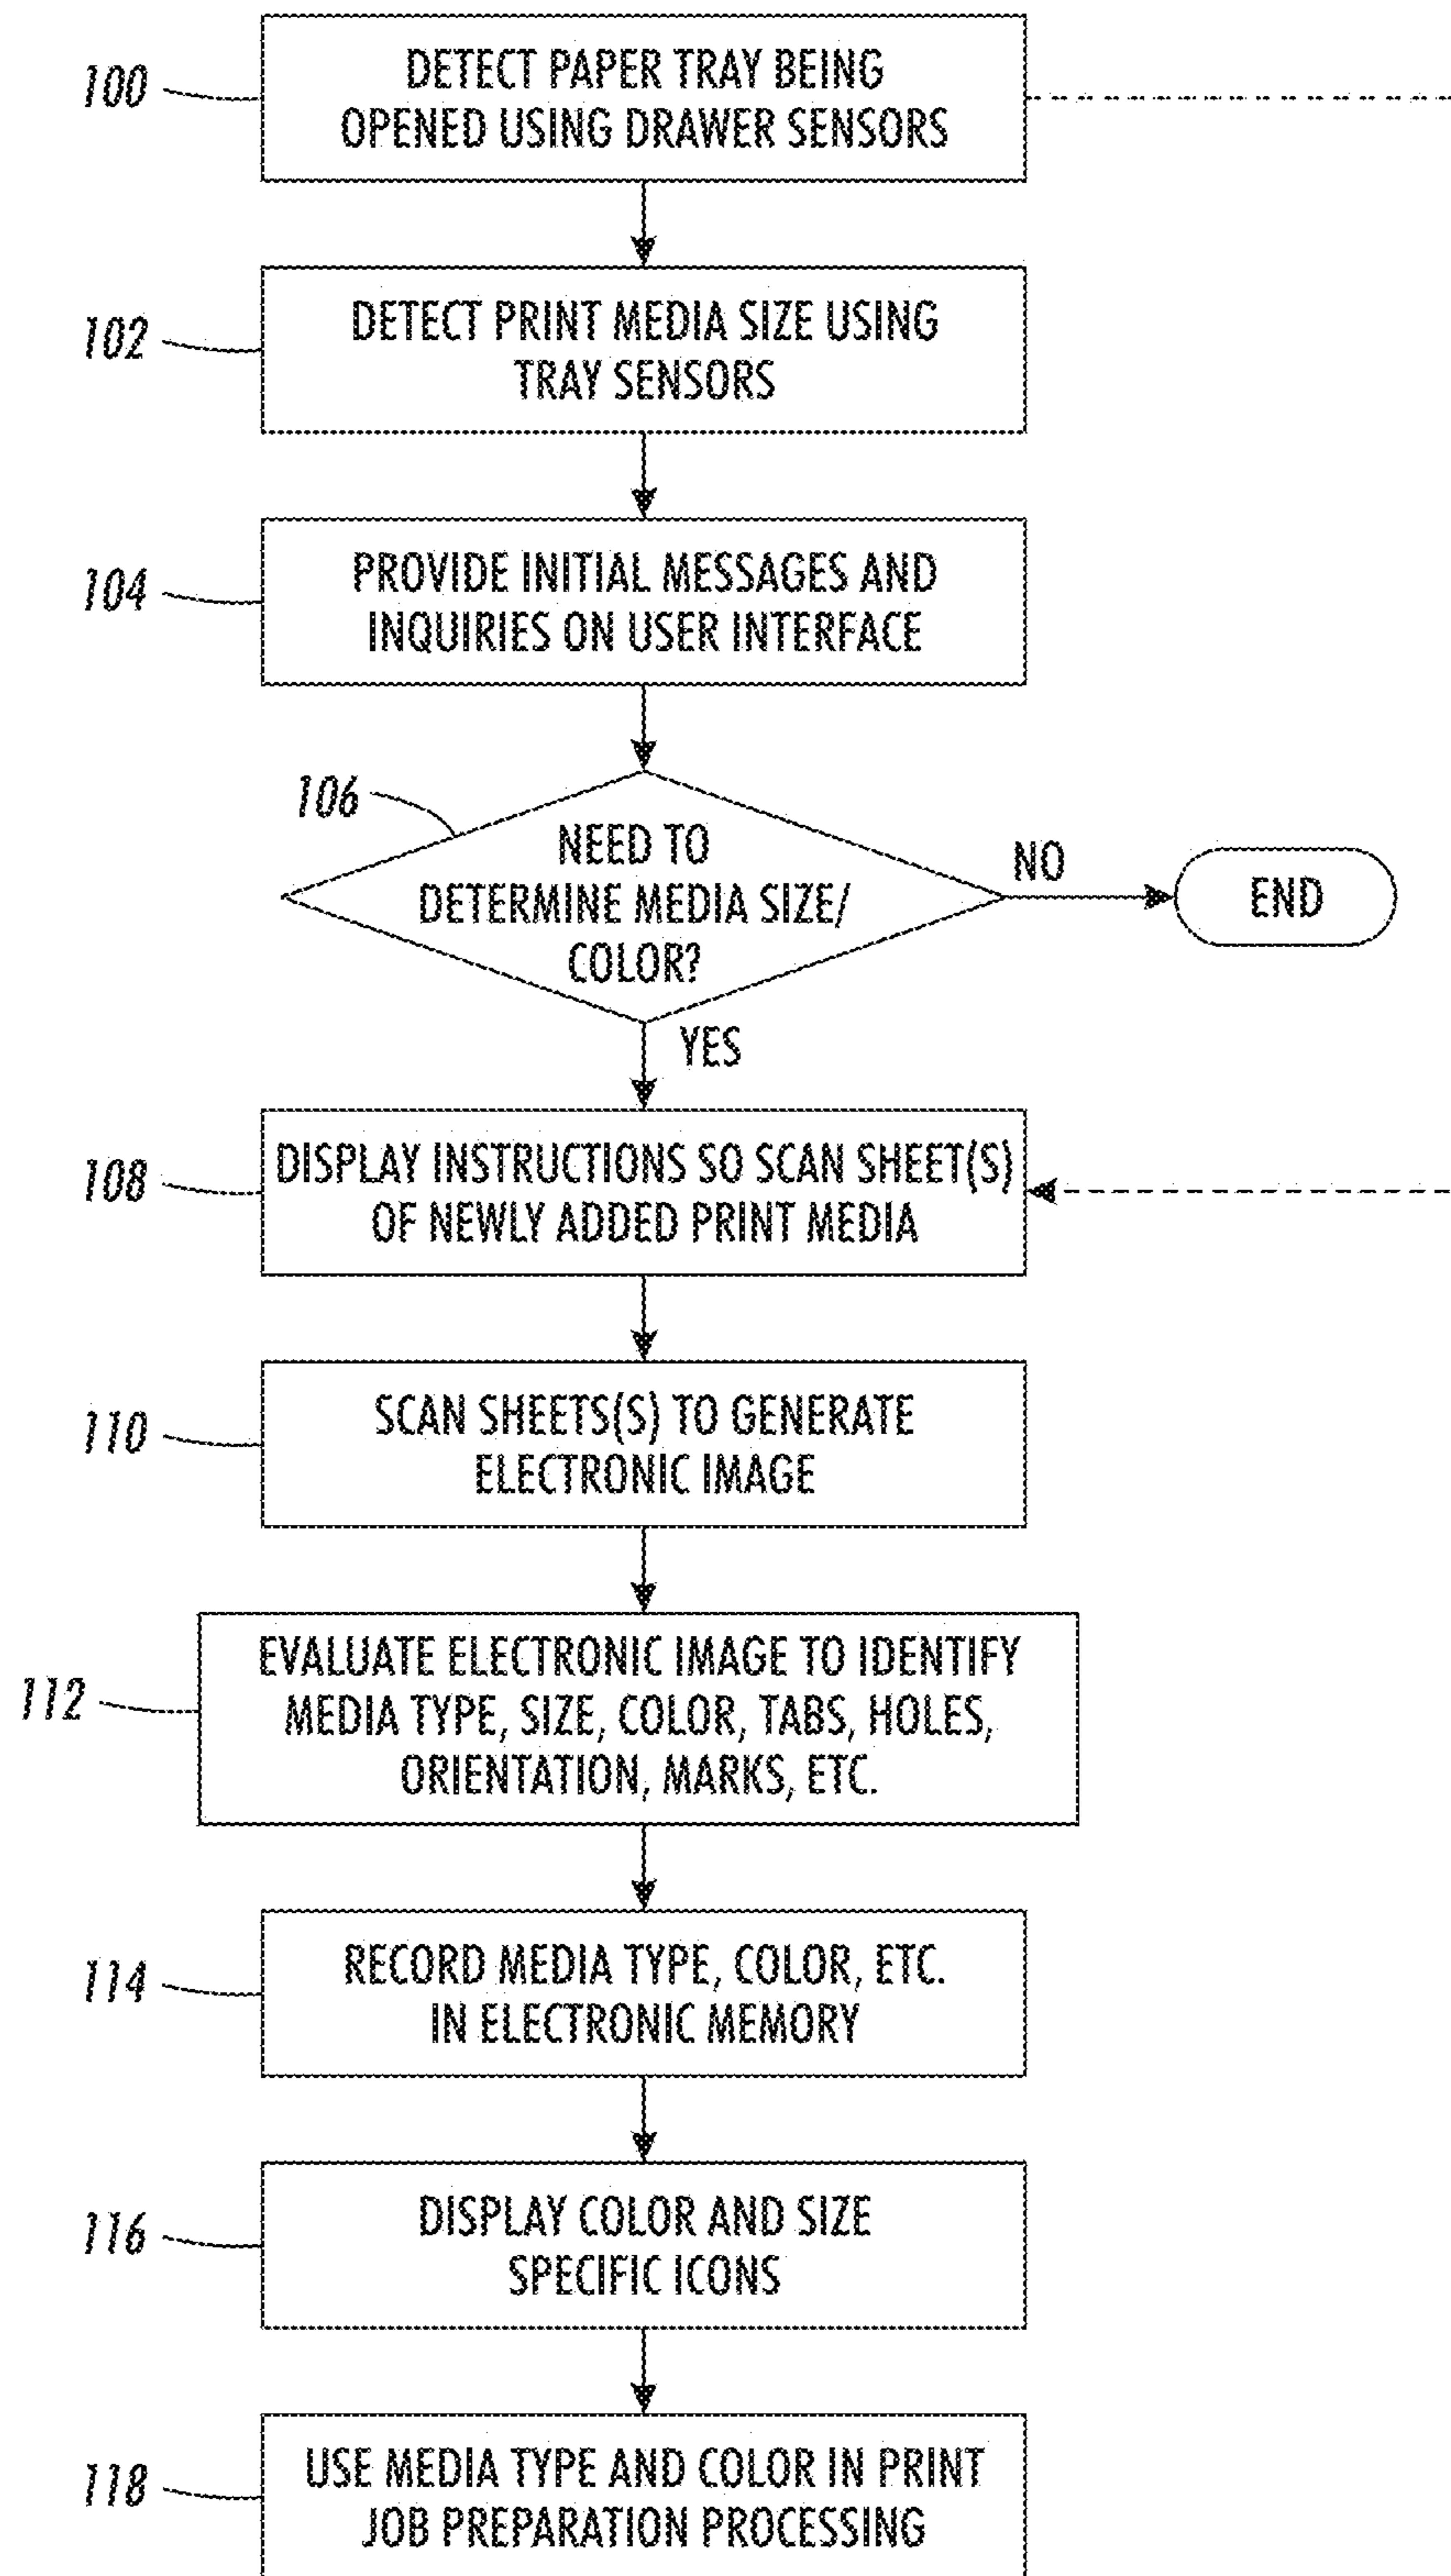 100
DETECT PAPER TRAY BEING
OPENED USING DRAWER SENSORS
102
DETECT PRINT MEDIA SIZE USING
TRAY SENSORS
104
PROVIDE INITIAL MESSAGES AND
INQUIRIES ON USER INTERFACE
106
NEED TO
DETERMINE MEDIA SIZE/
COLOR?
NO
END
YES
108
DISPLAY INSTRUCTIONS SO SCAN SHEET(S)
OF NEWLY ADDED PRINT MEDIA
110
SCAN SHEETS(S) TO GENERATE
ELECTRONIC IMAGE
112
EVALUATE ELECTRONIC IMAGE TO IDENTIFY
MEDIA TYPE, SIZE, COLOR, TABS, HOLES,
ORIENTATION, MARKS, ETC.
114
RECORD MEDIA TYPE, COLOR, ETC.
IN ELECTRONIC MEMORY
116
DISPLAY COLOR AND SIZE
SPECIFIC ICONS
118
USE MEDIA TYPE AND COLOR IN PRINT
JOB PREPARATION PROCESSING